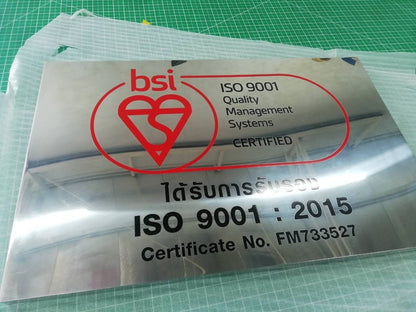 bsi
ISO 9001
Quality
Management
Systems
CERTIFIED
ได้รับการรับรอง
ISO 9001 : 2015
Certificate No. FM733527